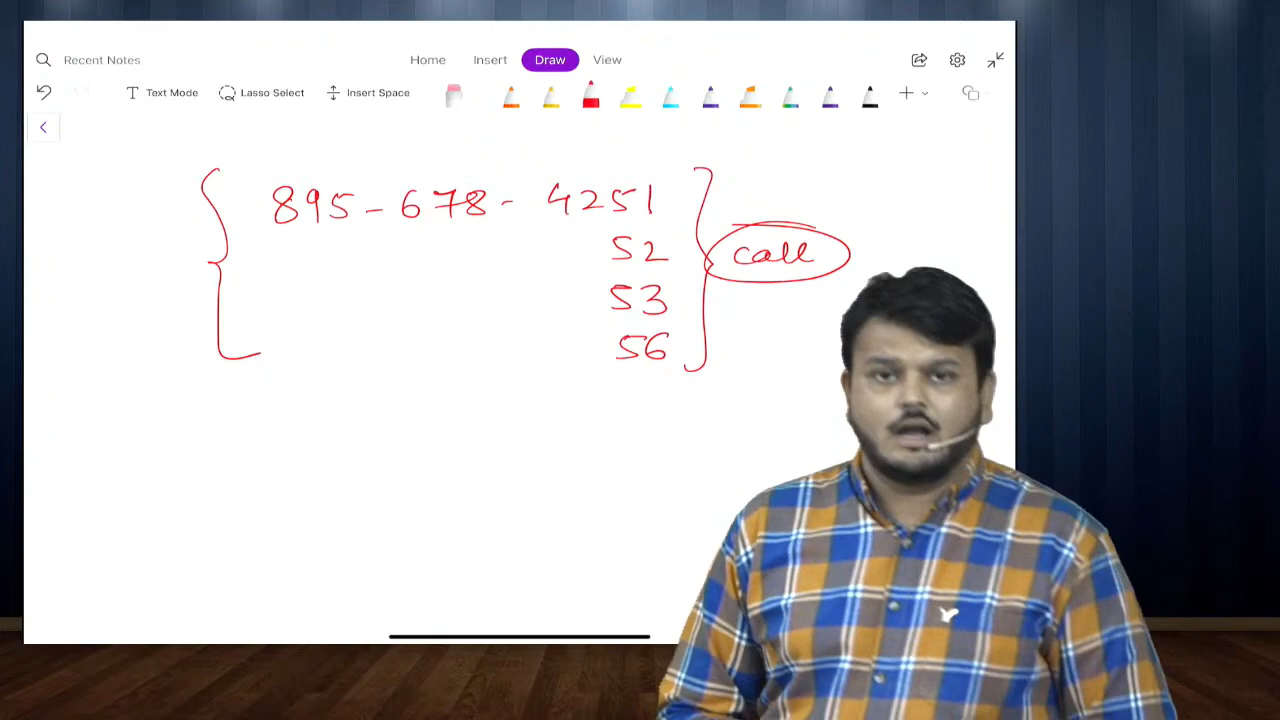 Recent Notes
Home Insert Draw View
Text Mode Lasso Select Insert Space
895-678-4251
52
call
53
56